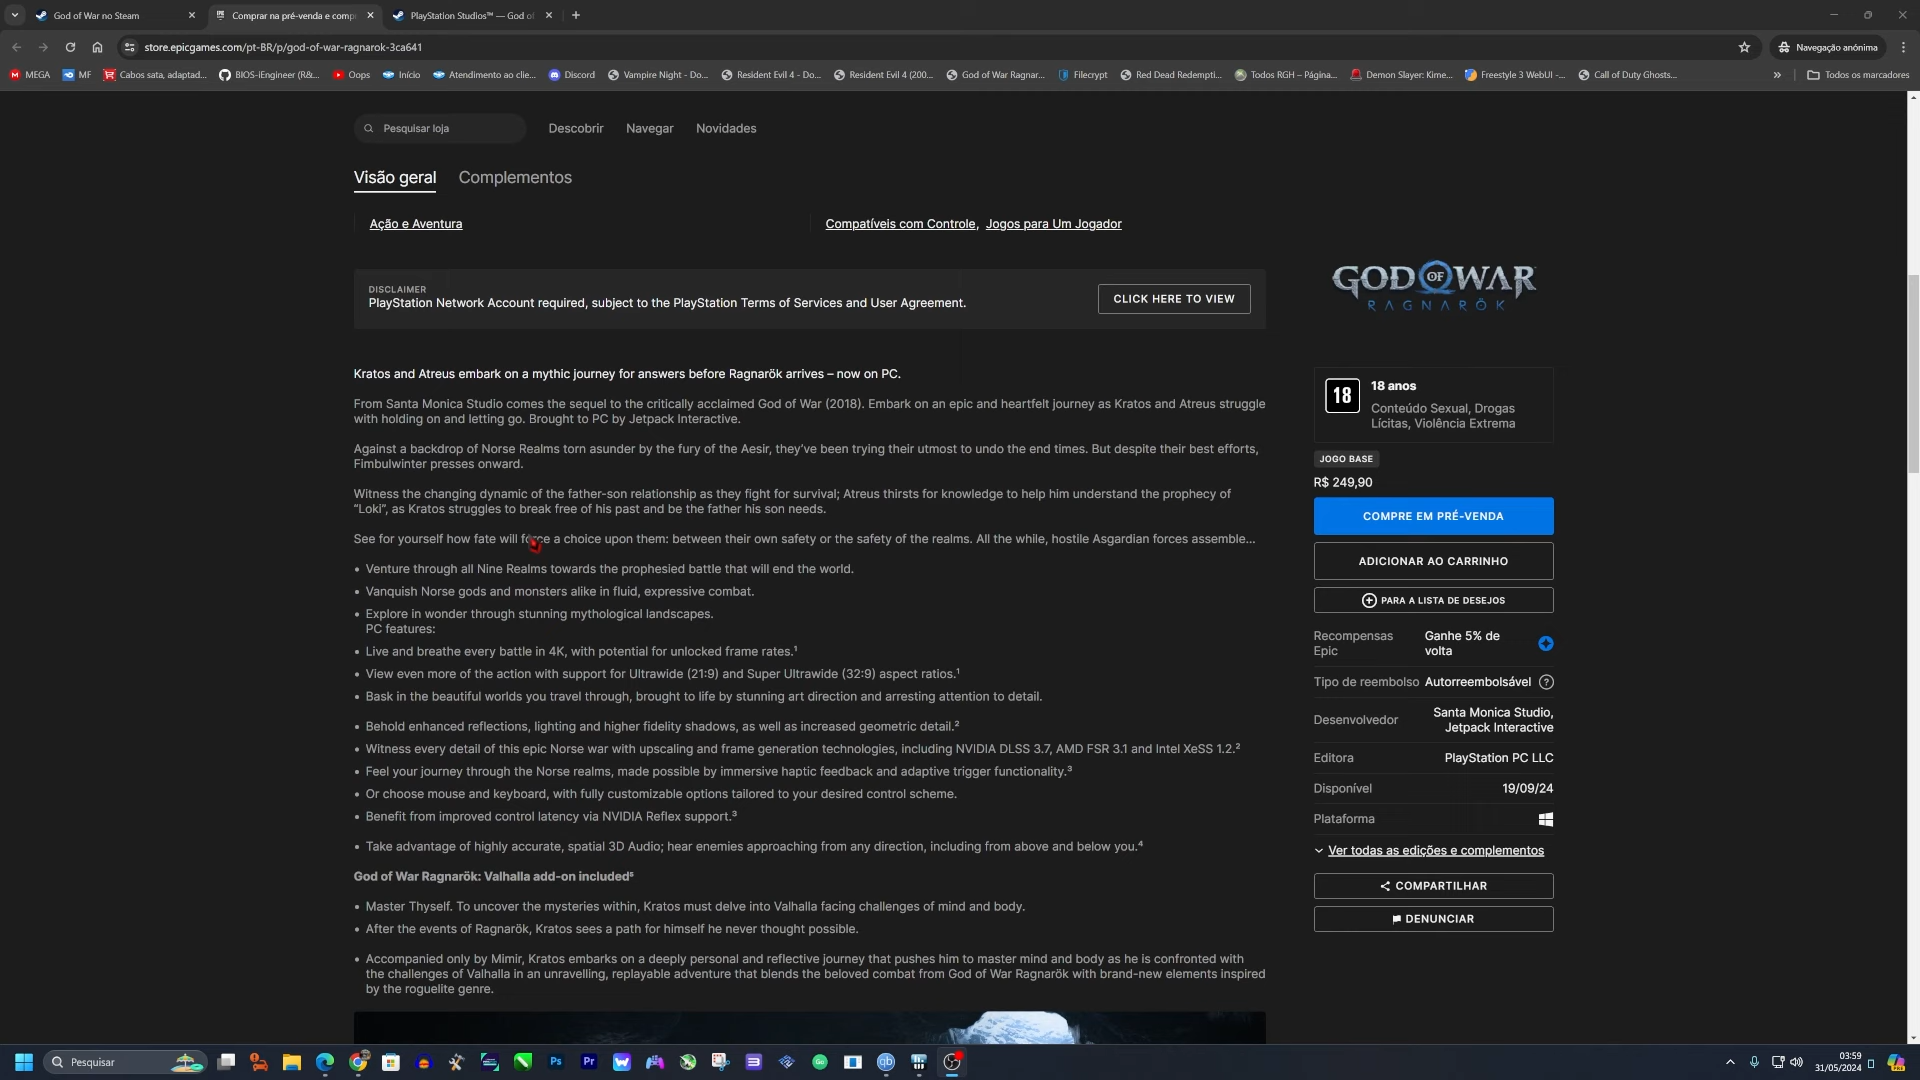 God of War no Steam
Comprar na pré-venda e comp
PlayStation Studios™ — God of
store.epicgames.com/pt-BR/p/god-of-war-ragnarok-3ca641
Navegação anónima
MEGA
MF
Cabos sata, adaptad...
BIOS-iEngineer (R&...
Oops
Início
Atendimento ao clie...
Discord
Vampire Night - Do...
Resident Evil 4 - Do...
Resident Evil 4 (200...
God of War Ragnar...
Filecrypt
Red Dead Redempti...
Todos RGH – Página...
Demon Slayer: Kime...
Freestyle 3 WebUI -...
Call of Duty Ghosts...
»
Todos os marcadores
Pesquisar loja
Descobrir
Navegar
Novidades
Visão geral
Complementos
Ação e Aventura
Compatíveis com Controle, Jogos para Um Jogador
DISCLAIMER
PlayStation Network Account required, subject to the PlayStation Terms of Services and User Agreement.
CLICK HERE TO VIEW
Kratos and Atreus embark on a mythic journey for answers before Ragnarök arrives – now on PC.
From Santa Monica Studio comes the sequel to the critically acclaimed God of War (2018). Embark on an epic and heartfelt journey as Kratos and Atreus struggle
with holding on and letting go. Brought to PC by Jetpack Interactive.
Against a backdrop of Norse Realms torn asunder by the fury of the Aesir, they've been trying their utmost to undo the end times. But despite their best efforts,
Fimbulwinter presses onward.
Witness the changing dynamic of the father-son relationship as they fight for survival; Atreus thirsts for knowledge to help him understand the prophecy of
“Loki”, as Kratos struggles to break free of his past and be the father his son needs.
See for yourself how fate will force a choice upon them: between their own safety or the safety of the realms. All the while, hostile Asgardian forces assemble...
• Venture through all Nine Realms towards the prophesied battle that will end the world.
• Vanquish Norse gods and monsters alike in fluid, expressive combat.
• Explore in wonder through stunning mythological landscapes.
PC features:
• Live and breathe every battle in 4K, with potential for unlocked frame rates.¹
• View even more of the action with support for Ultrawide (21:9) and Super Ultrawide (32:9) aspect ratios.¹
• Bask in the beautiful worlds you travel through, brought to life by stunning art direction and arresting attention to detail.
• Behold enhanced reflections, lighting and higher fidelity shadows, as well as increased geometric detail.²
• Witness every detail of this epic Norse war with upscaling and frame generation technologies, including NVIDIA DLSS 3.7, AMD FSR 3.1 and Intel XeSS 1.2.²
• Feel your journey through the Norse realms, made possible by immersive haptic feedback and adaptive trigger functionality.³
• Or choose mouse and keyboard, with fully customizable options tailored to your desired control scheme.
• Benefit from improved control latency via NVIDIA Reflex support.³
• Take advantage of highly accurate, spatial 3D Audio; hear enemies approaching from any direction, including from above and below you.⁴
God of War Ragnarök: Valhalla add-on included⁵
• Master Thyself. To uncover the mysteries within, Kratos must delve into Valhalla facing challenges of mind and body.
• After the events of Ragnarök, Kratos sees a path for himself he never thought possible.
• Accompanied only by Mimir, Kratos embarks on a deeply personal and reflective journey that pushes him to master mind and body as he is confronted with
the challenges of Valhalla in an unravelling, replayable adventure that blends the beloved combat from God of War Ragnarök with brand-new elements inspired
by the roguelite genre.
GOD OF WAR
RAGNARÖK
18
18 anos
Conteúdo Sexual, Drogas
Lícitas, Violência Extrema
JOGO BASE
R$ 249,90
COMPRE EM PRÉ-VENDA
ADICIONAR AO CARRINHO
PARA A LISTA DE DESEJOS
Recompensas Epic
Ganhe 5% de volta
Tipo de reembolso Autorreembolsável
Desenvolvedor
Santa Monica Studio,
Jetpack Interactive
Editora
PlayStation PC LLC
Disponível
19/09/24
Plataforma
Ver todas as edições e complementos
COMPARTILHAR
DENUNCIAR
Pesquisar
Ps
Pr
qb
03:59
31/05/2024